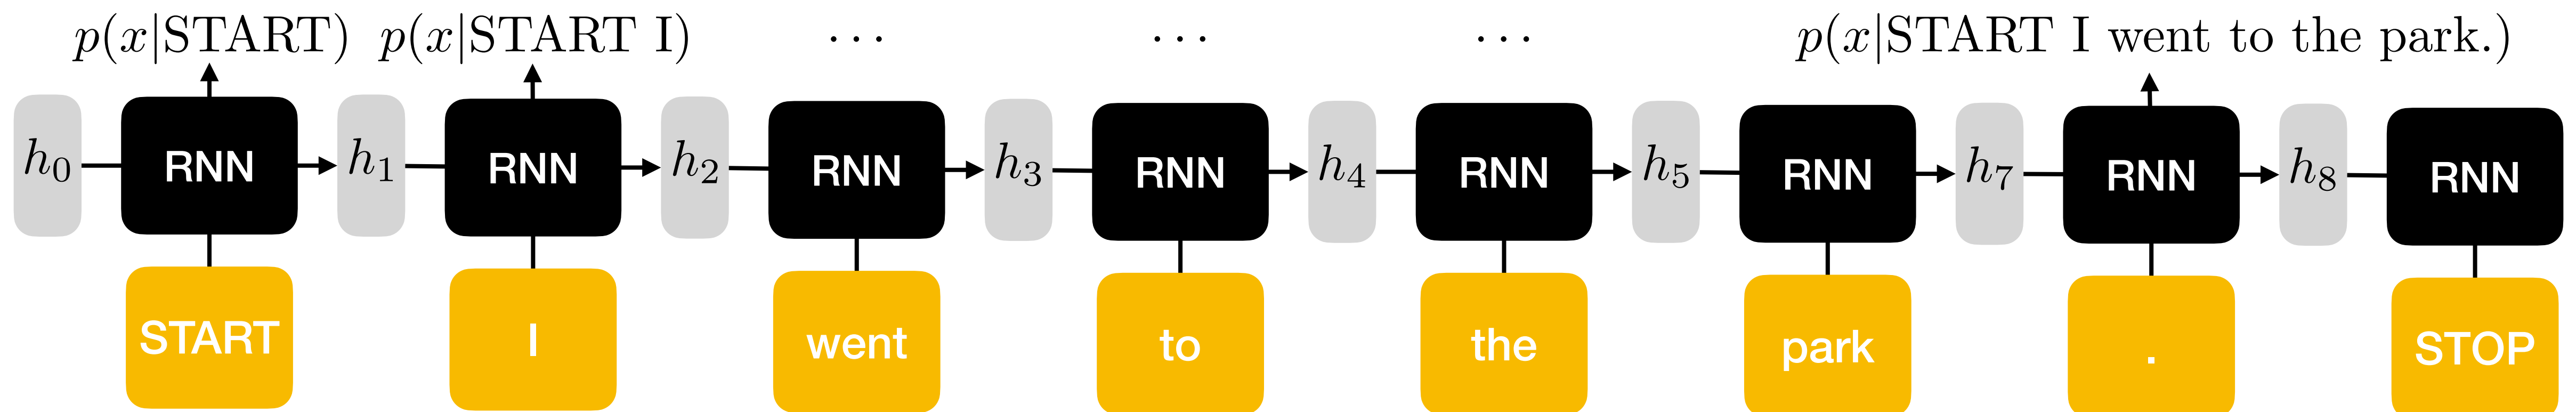 p(x|START) p(x|START I) ... ... ... p(x|START I went to the park.)
h0 RNN h1 RNN h2 RNN h3 RNN h4 RNN h5 RNN h7 RNN h8 RNN
START I went to the park . STOP